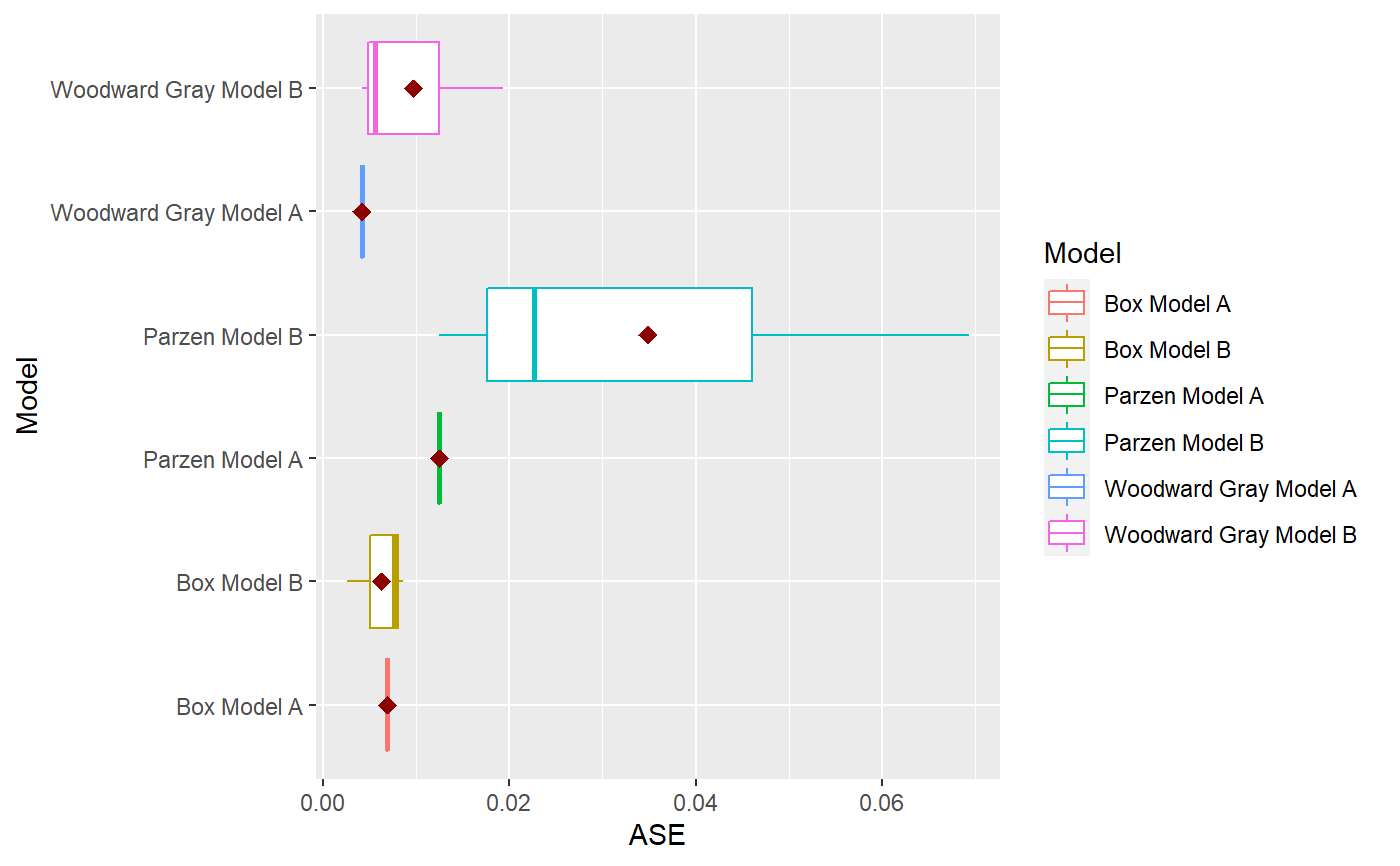 Woodward Gray Model B
Woodward Gray Model A
Parzen Model B
Parzen Model A
Box Model B
Box Model A
Model
0.00 0.02 0.04 0.06
ASE
Model
Box Model A
Box Model B
Parzen Model A
Parzen Model B
Woodward Gray Model A
Woodward Gray Model B